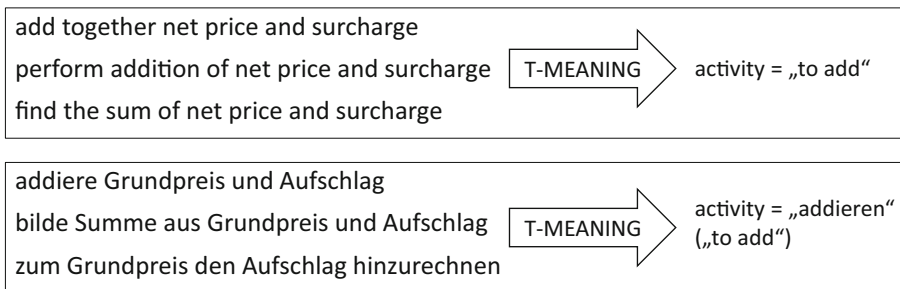 add together net price and surcharge
perform addition of net price and surcharge
find the sum of net price and surcharge
T-MEANING
activity = „to add“
addiere Grundpreis und Aufschlag
bilde Summe aus Grundpreis und Aufschlag
zum Grundpreis den Aufschlag hinzurechnen
T-MEANING
activity = „addieren“
(„to add“)